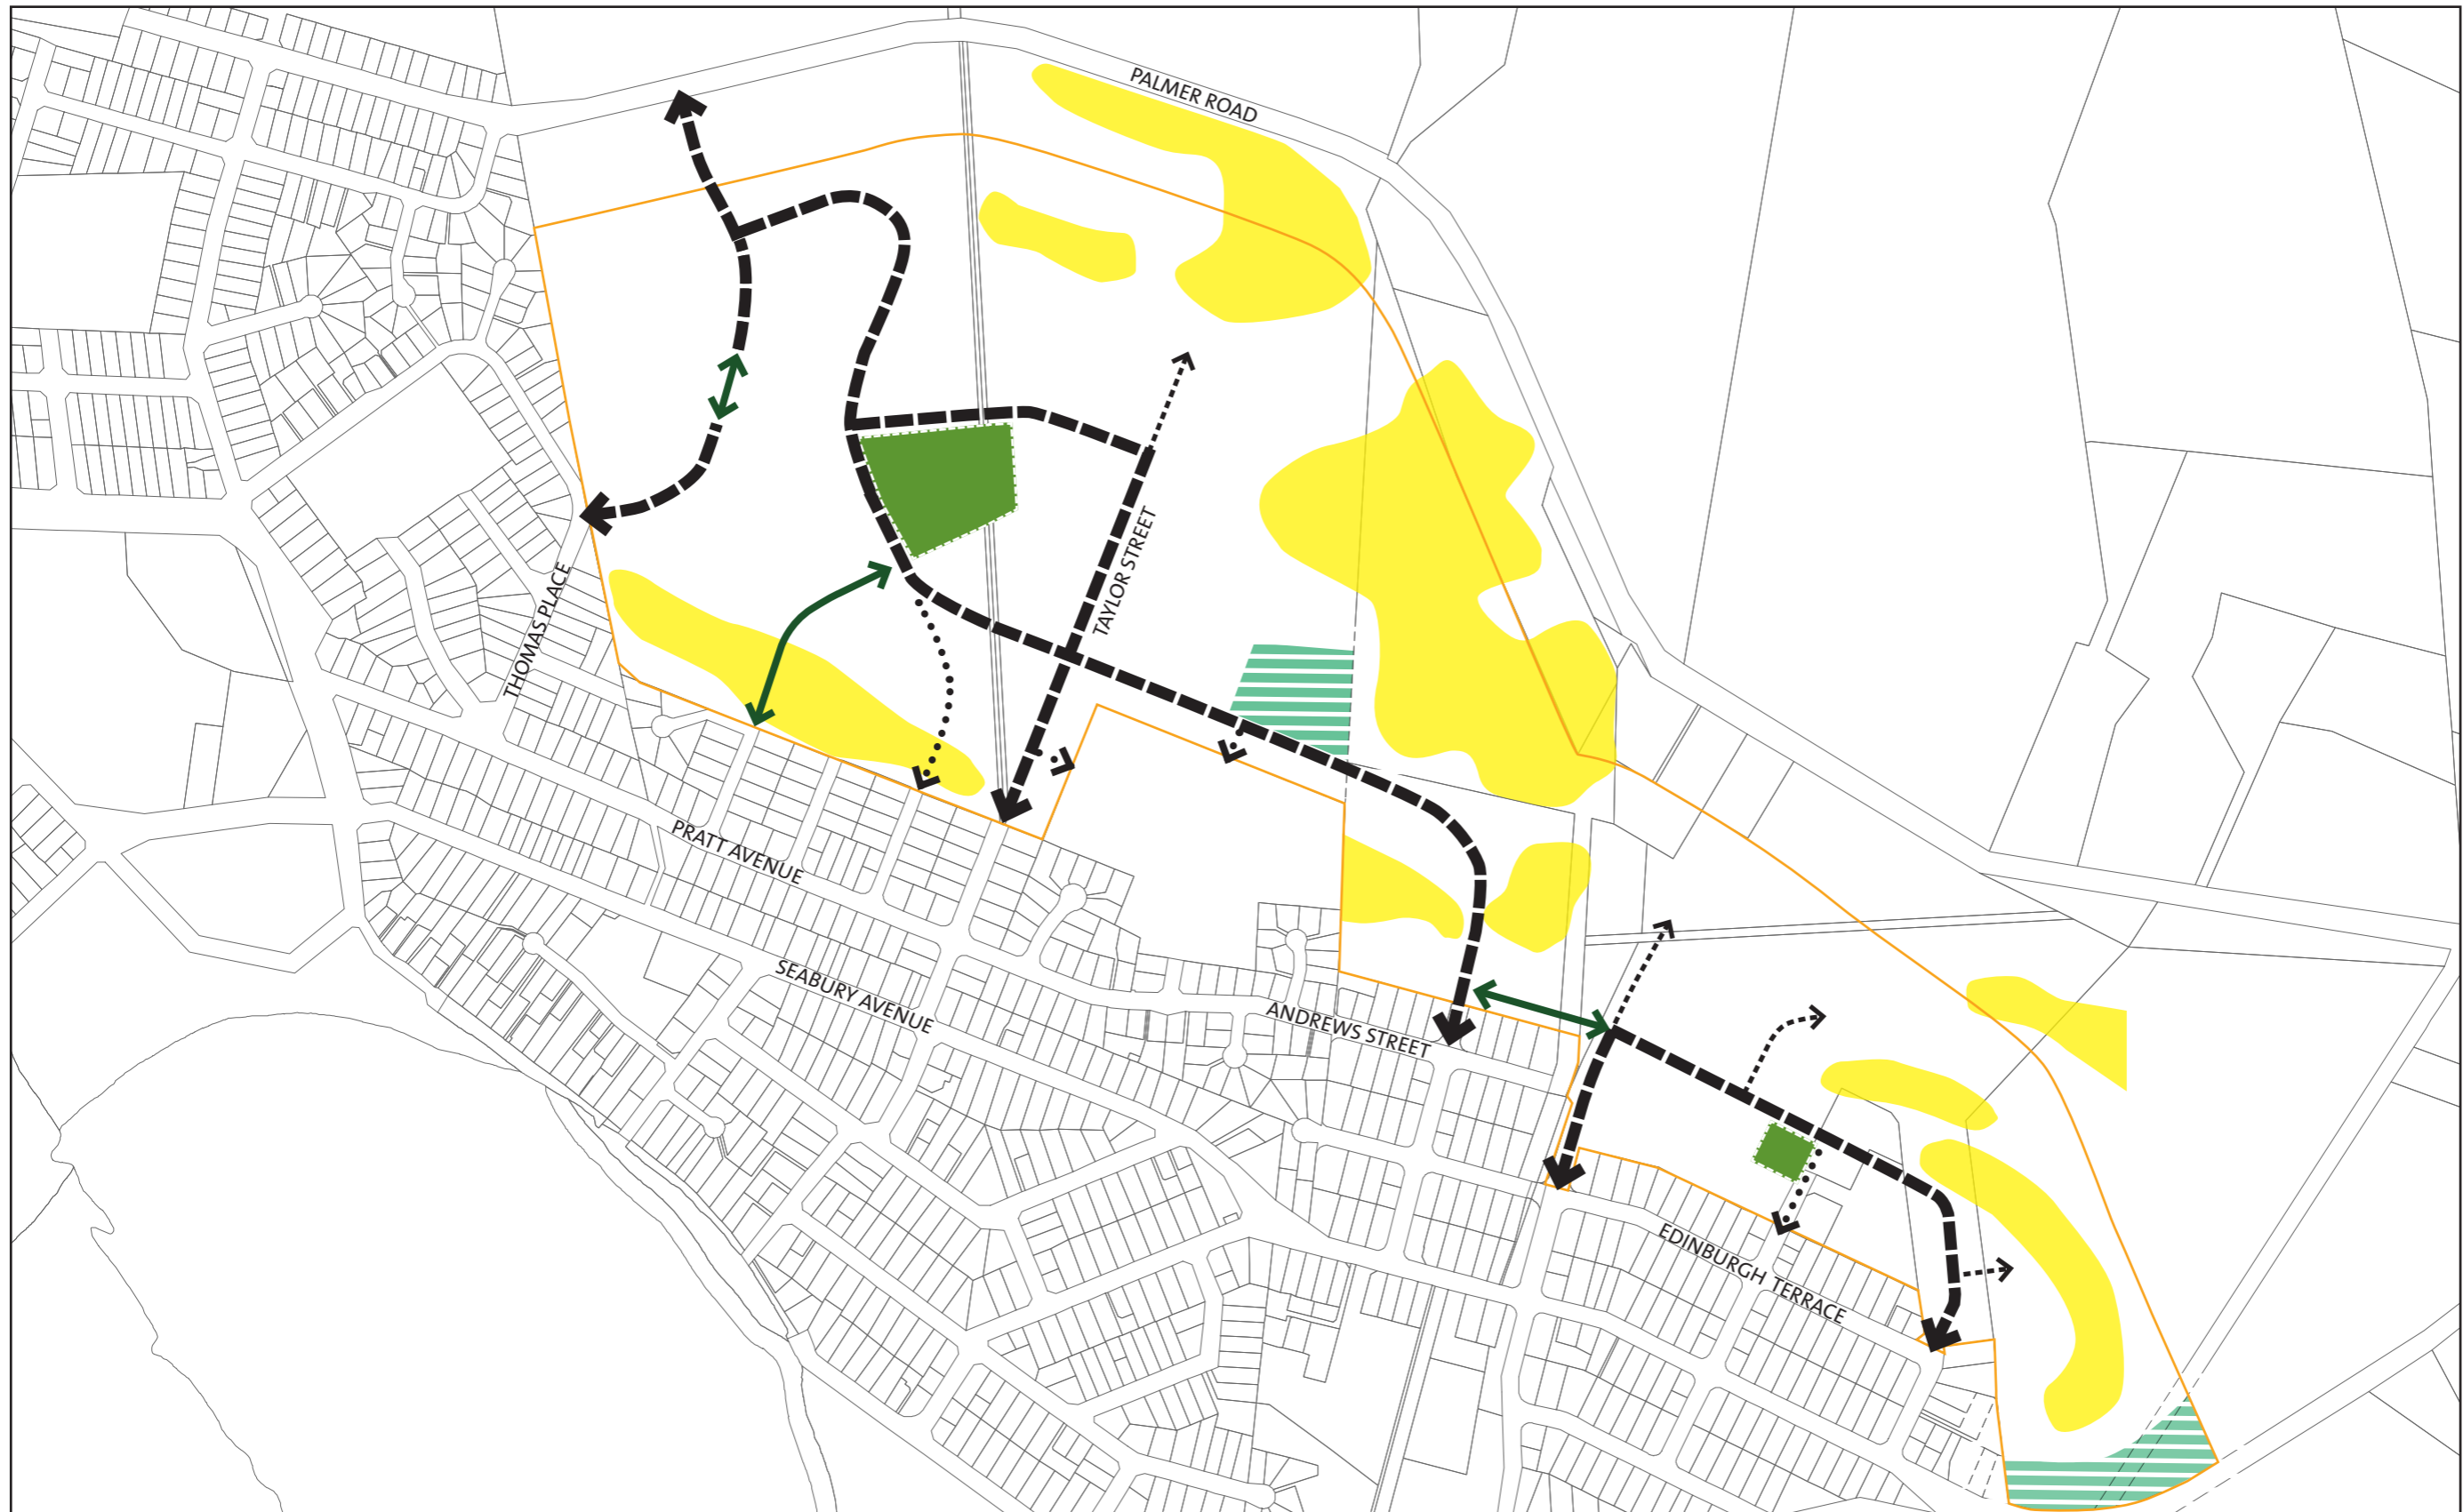 PALMER ROAD
TAYLOR STREET
THOMAS PLACE
PRATT AVENUE
SEABURY AVENUE
ANDREWS STREET
EDINBURGH TERRACE